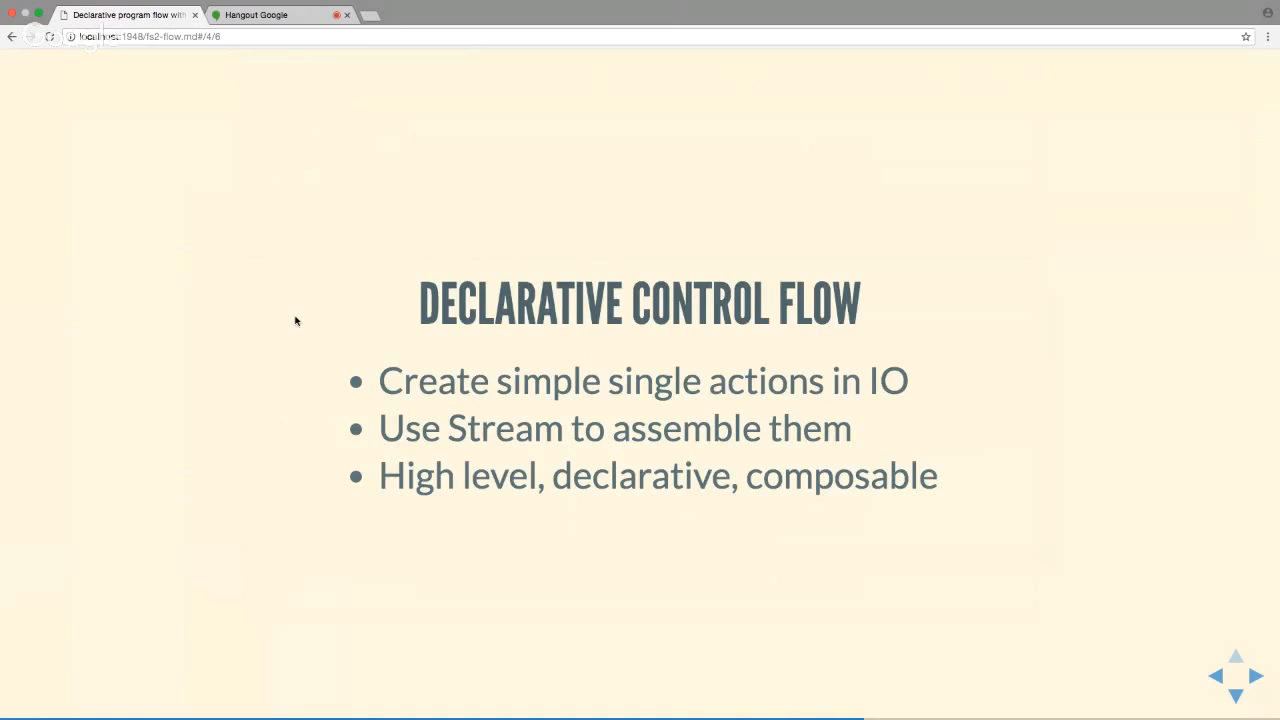 Declarative program flow with
Hangout Google
localhost:1948/fs2-flow.md#/4/6
DECLARATIVE CONTROL FLOW
Create simple single actions in IO
Use Stream to assemble them
High level, declarative, composable